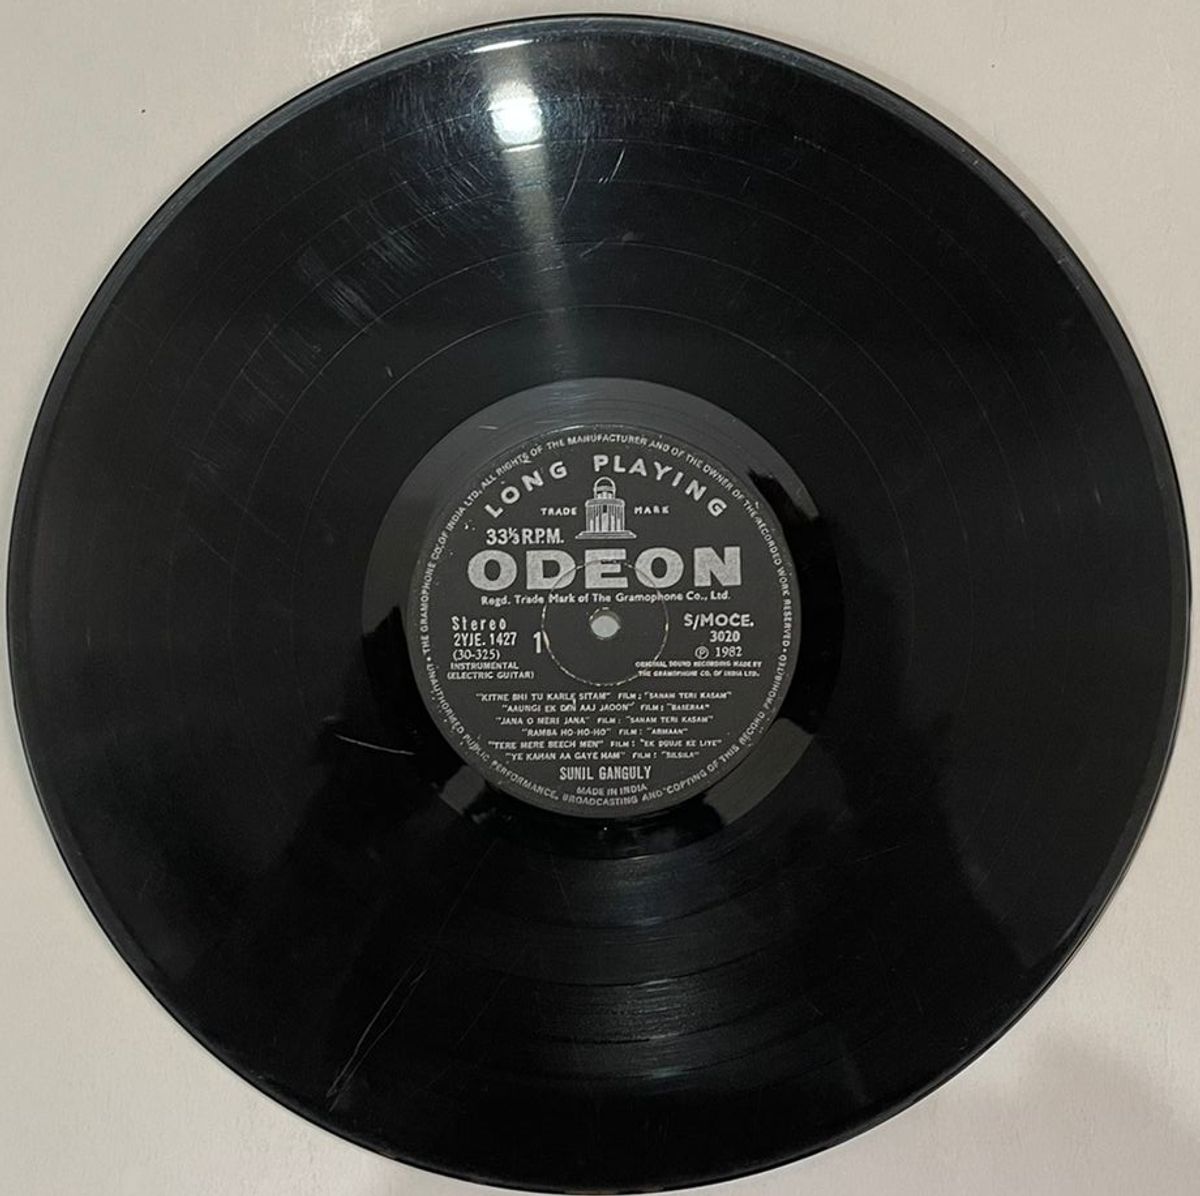 THE GRAMOPHONE CO. OF INDIA LTD. ALL RIGHTS OF THE MANUFACTURER AND OF THE OWNER OF THE RECORDED WORK RESERVED • UNAUTHORISED PUBLIC PERFORMANCE, BROADCASTING AND COPYING OF THIS RECORD PROHIBITED •
LONG PLAYING
TRADE MARK
33⅓ R.P.M.
ODEON
Regd. Trade Mark of The Gramophone Co., Ltd.
Stereo S/MOCE.
2YJE.1427 1 3020
(30-325) ℗ 1982
INSTRUMENTAL ORIGINAL SOUND RECORDING MADE BY
(ELECTRIC GUITAR) THE GRAMOPHONE CO. OF INDIA LTD.
"KITNE BHI TU KARLE SITAM" FILM: "SANAM TERI KASAM"
"AAUNGI EK DIN AAJ JAOON" FILM: "BASERAA"
"JANA O MERI JANA" FILM: "SANAM TERI KASAM"
"RAMBA HO-HO-HO" FILM: "ARMAAN"
"TERE MERE BEECH MEN" FILM: "EK DUUJE KE LIYE"
"YE KAHAN AA GAYE HAM" FILM: "SILSILA"
SUNIL GANGULY
MADE IN INDIA